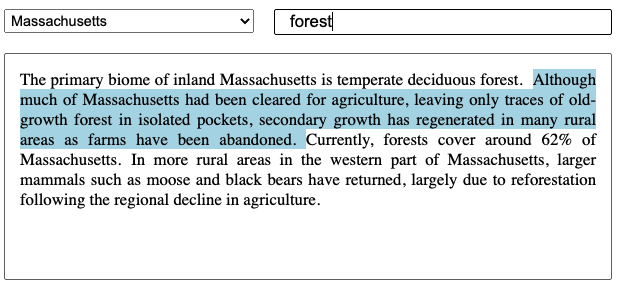 Massachusetts
forest
The primary biome of inland Massachusetts is temperate deciduous forest. Although
much of Massachusetts had been cleared for agriculture, leaving only traces of old-
growth forest in isolated pockets, secondary growth has regenerated in many rural
areas as farms have been abandoned. Currently, forests cover around 62% of
Massachusetts. In more rural areas in the western part of Massachusetts, larger
mammals such as moose and black bears have returned, largely due to reforestation
following the regional decline in agriculture.